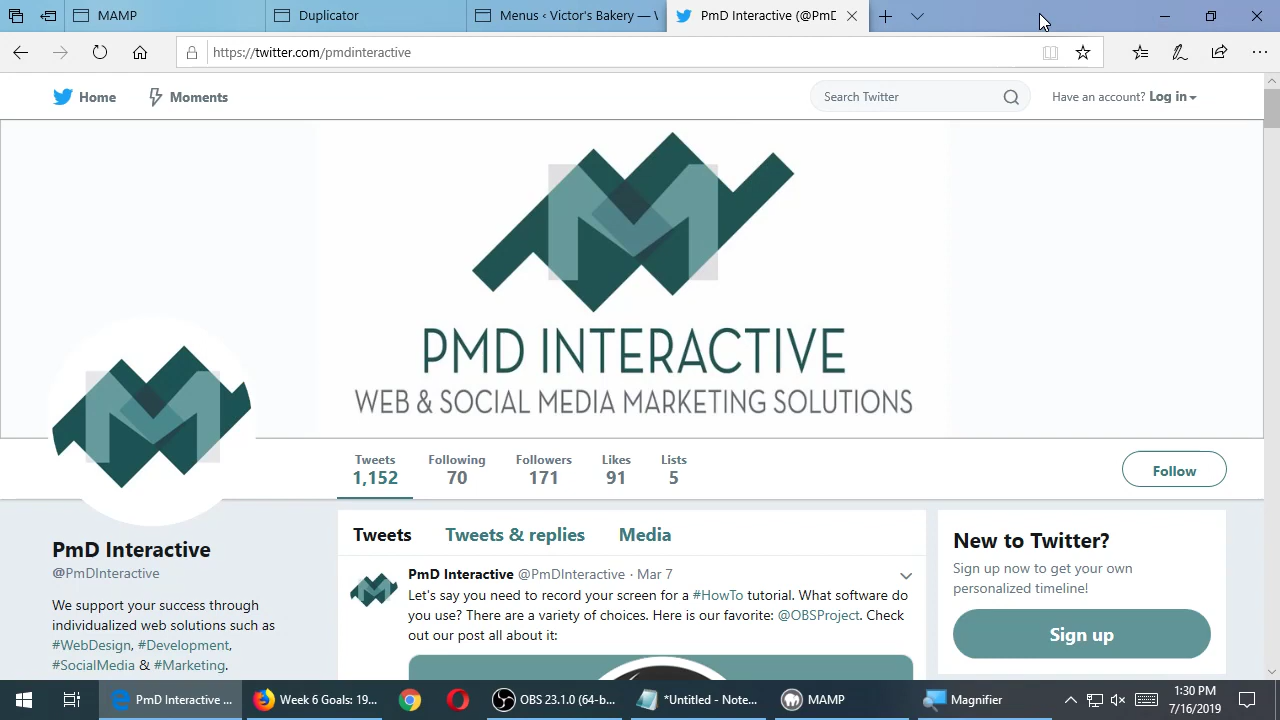 MAMP
Duplicator
Menus ‹ Victor's Bakery — \
PmD Interactive (@PmD
https://twitter.com/pmdinteractive
Home
Moments
Search Twitter
Have an account? Log in
PMD INTERACTIVE
WEB & SOCIAL MEDIA MARKETING SOLUTIONS
Tweets Following Followers Likes Lists
1,152 70 171 91 5
Follow
PmD Interactive
@PmDInteractive
We support your success through
individualized web solutions such as
#WebDesign, #Development,
#SocialMedia & #Marketing.
Tweets Tweets & replies Media
PmD Interactive @PmDInteractive · Mar 7
Let's say you need to record your screen for a #HowTo tutorial. What software do
you use? There are a variety of choices. Here is our favorite: @OBSProject. Check
out our post all about it:
New to Twitter?
Sign up now to get your own
personalized timeline!
Sign up
PmD Interactive ...
Week 6 Goals: 19...
OBS 23.1.0 (64-b...
*Untitled - Note...
MAMP
Magnifier
1:30 PM
7/16/2019